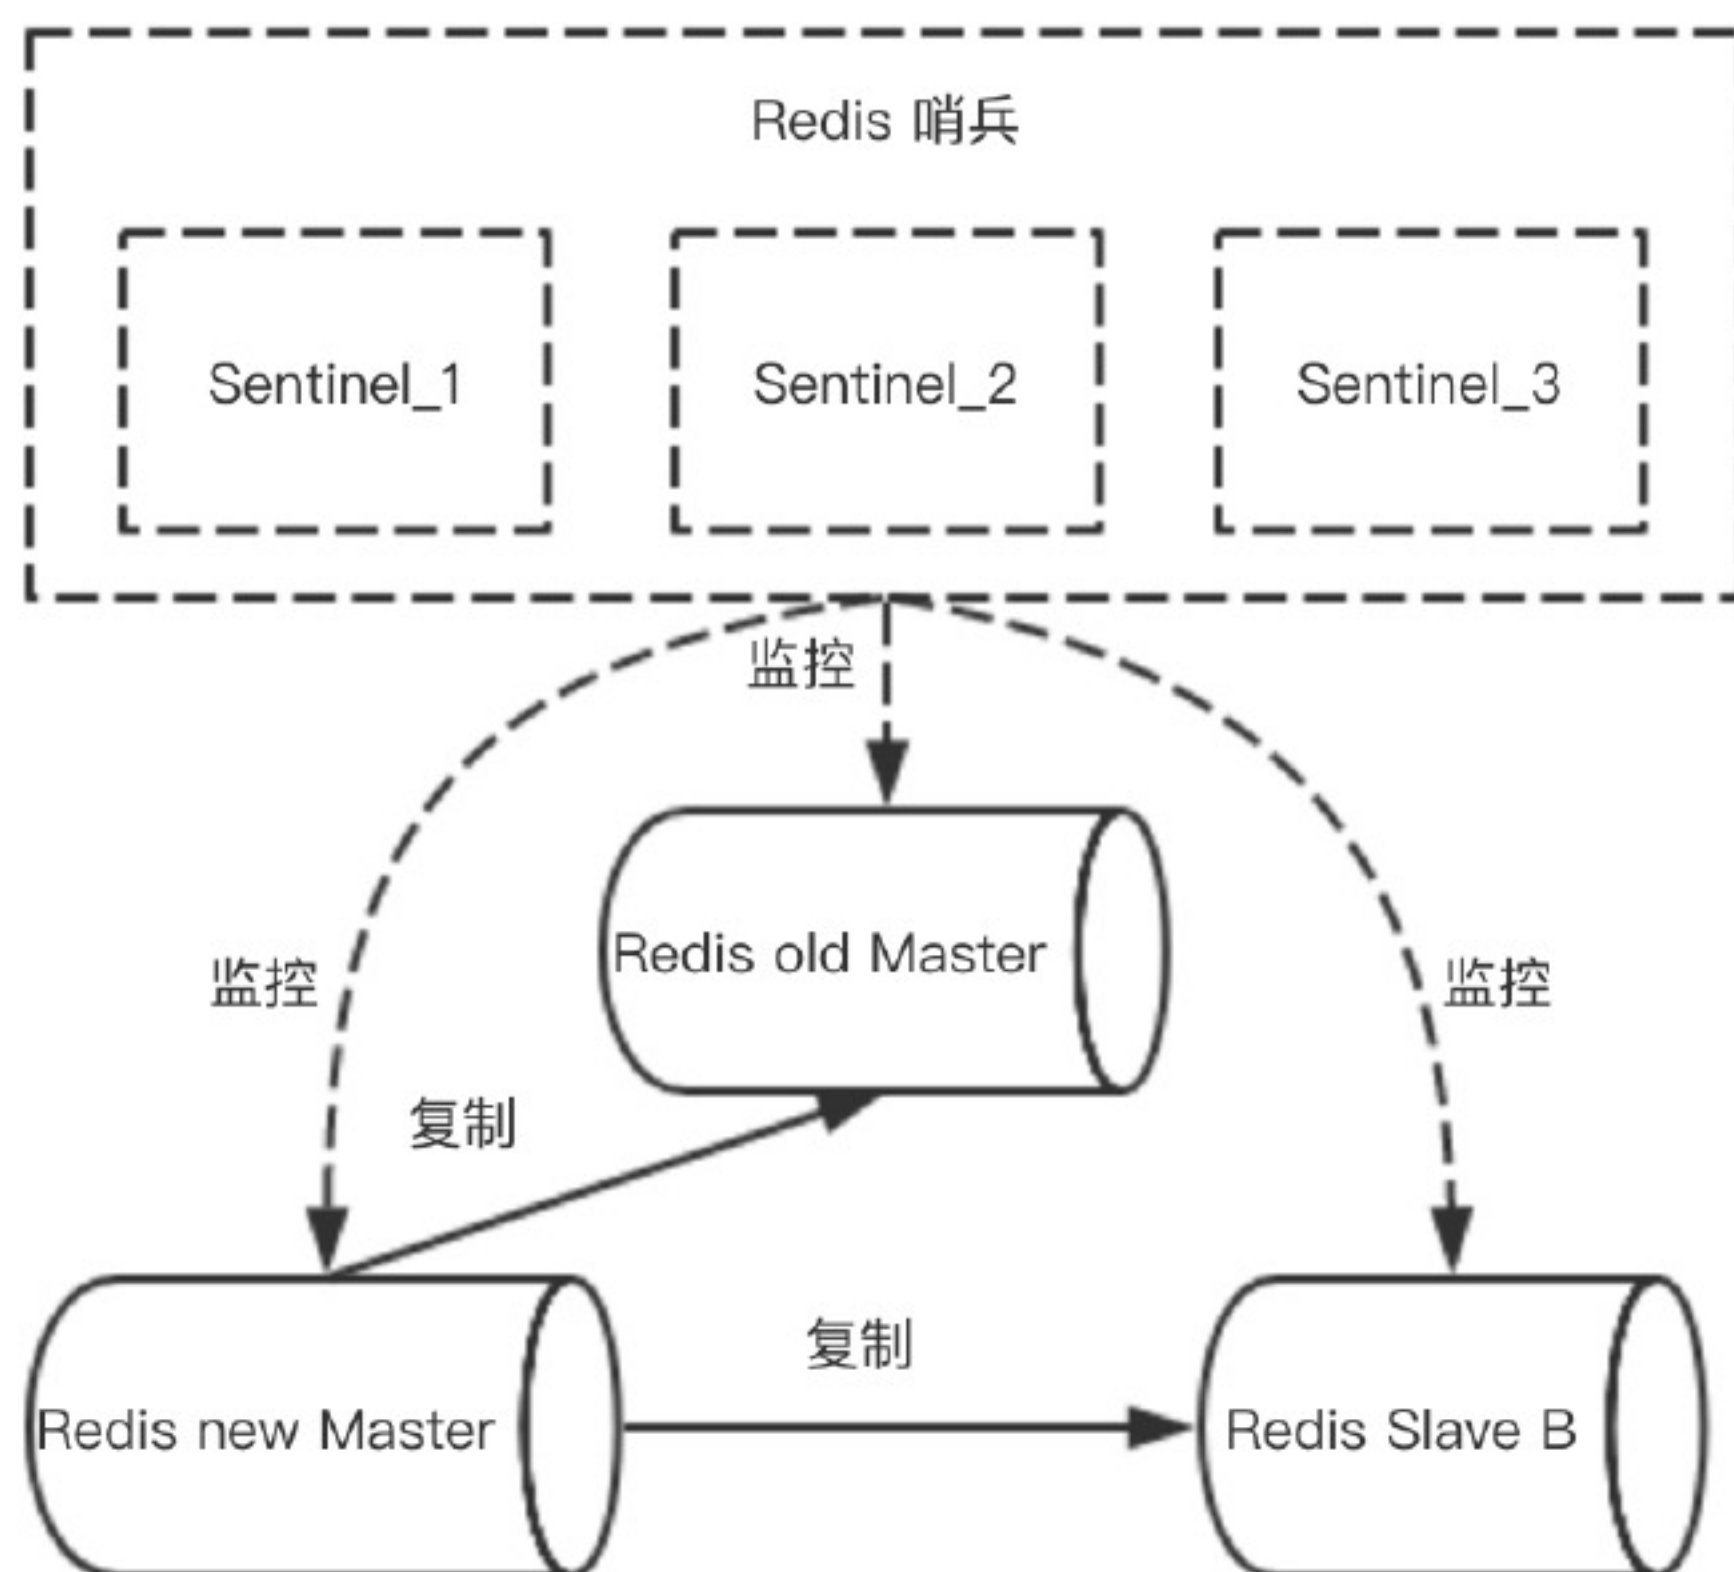 Redis 哨兵
Sentinel_1
Sentinel_2
Sentinel_3
监控
Redis old Master
监控
监控
复制
复制
Redis new Master
Redis Slave B